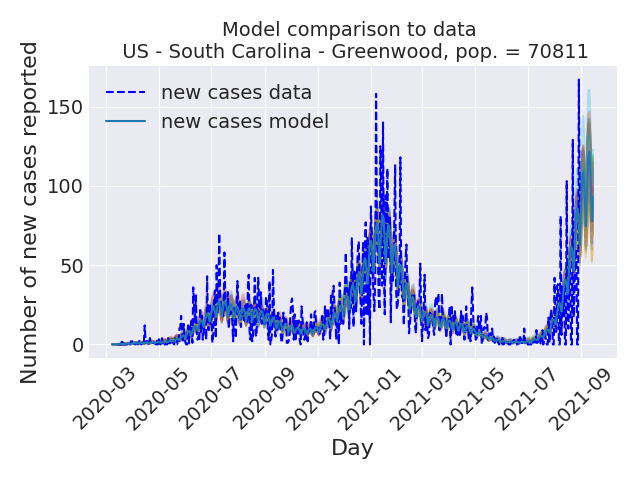 Model comparison to data
US - South Carolina - Greenwood, pop. = 70811
Number of new cases reported
150
100
50
0
new cases data
new cases model
2020-03
2020-05
2020-07
2020-09
2020-11
2021-01
2021-03
2021-05
2021-07
2021-09
Day